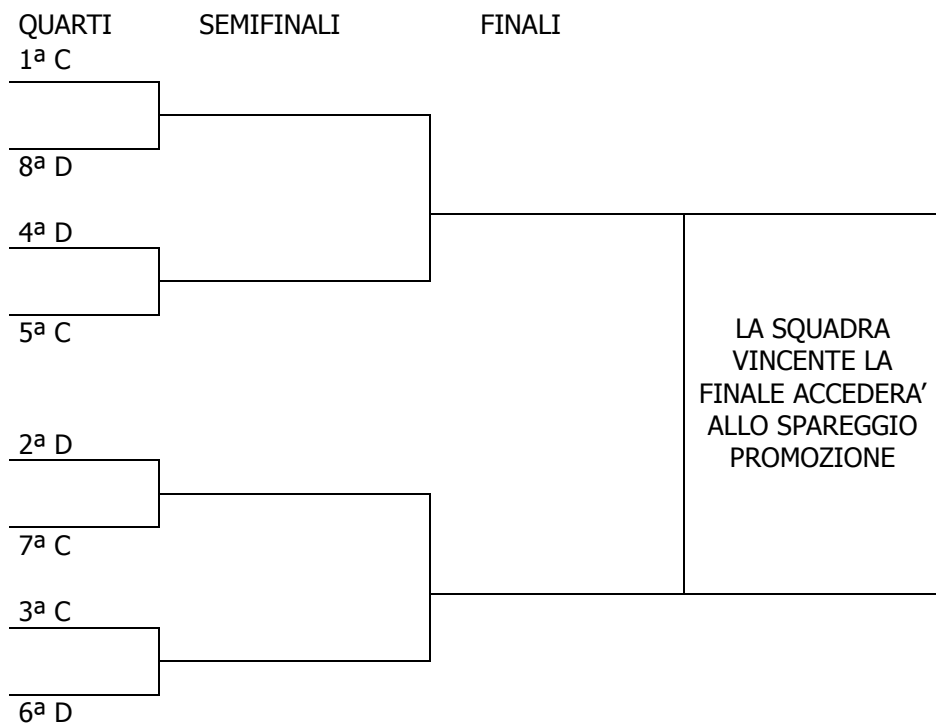 QUARTI SEMIFINALI FINALI
1ª C
8ª D
4ª D
5ª C
2ª D
7ª C
3ª C
6ª D
LA SQUADRA
VINCENTE LA
FINALE ACCEDERA’
ALLO SPAREGGIO
PROMOZIONE